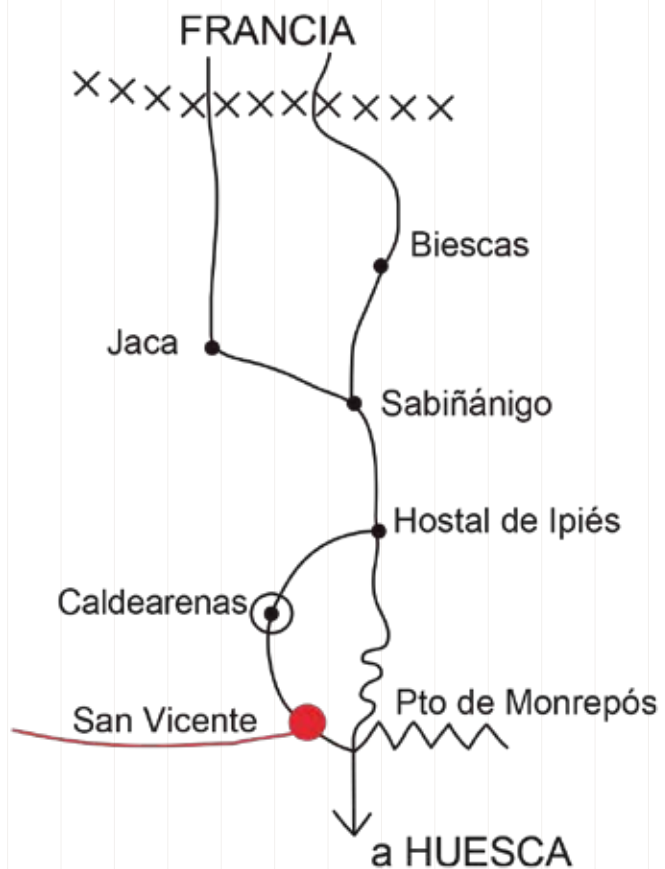 FRANCIA
Biescas
Jaca
Sabiñánigo
Hostal de Ipiés
Caldearenas
Pto de Monrepós
San Vicente
a HUESCA